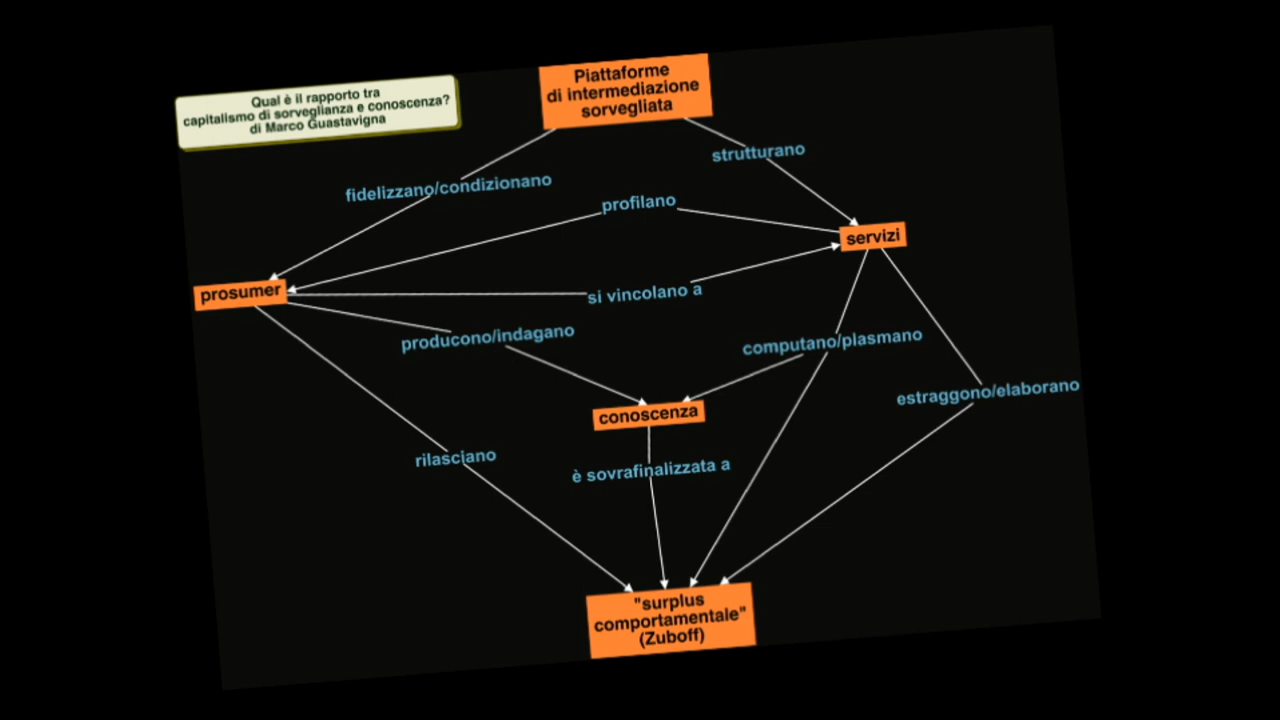 Qual è il rapporto tra
capitalismo di sorveglianza e conoscenza?
di Marco Guastavigna
Piattaforme
di intermediazione
sorvegliata
strutturano
fidelizzano/condizionano
profilano
servizi
prosumer
si vincolano a
producono/indagano
computano/plasmano
estraggono/elaborano
conoscenza
rilasciano
è sovrafinalizzata a
"surplus
comportamentale"
(Zuboff)